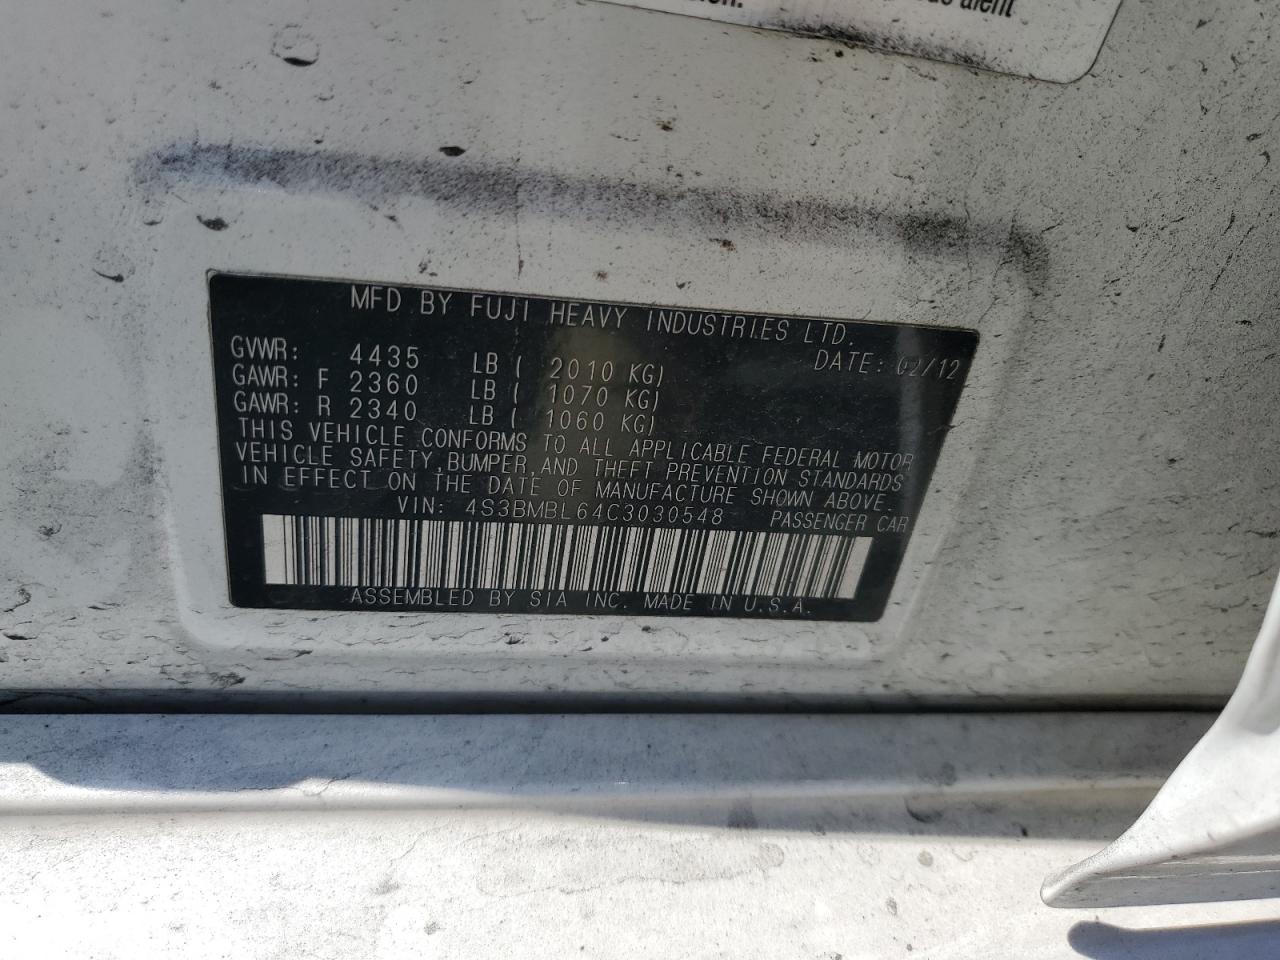 alert
MFD BY FUJI HEAVY INDUSTRIES LTD.
DATE: 02/12
GVWR: 4435 LB ( 2010 KG)
GAWR: F 2360 LB ( 1070 KG)
GAWR: R 2340 LB ( 1060 KG)
THIS VEHICLE CONFORMS TO ALL APPLICABLE FEDERAL MOTOR
VEHICLE SAFETY,BUMPER,AND THEFT PREVENTION STANDARDS
IN EFFECT ON THE DATE OF MANUFACTURE SHOWN ABOVE.
VIN: 4S3BMBL64C3030548 PASSENGER CAR
ASSEMBLED BY SIA INC. MADE IN U.S.A.